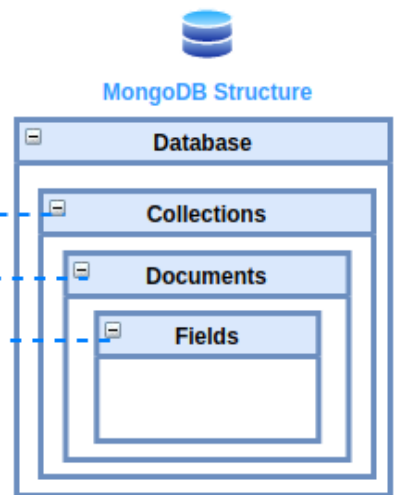 MongoDB Structure
Database
Collections
Documents
Fields